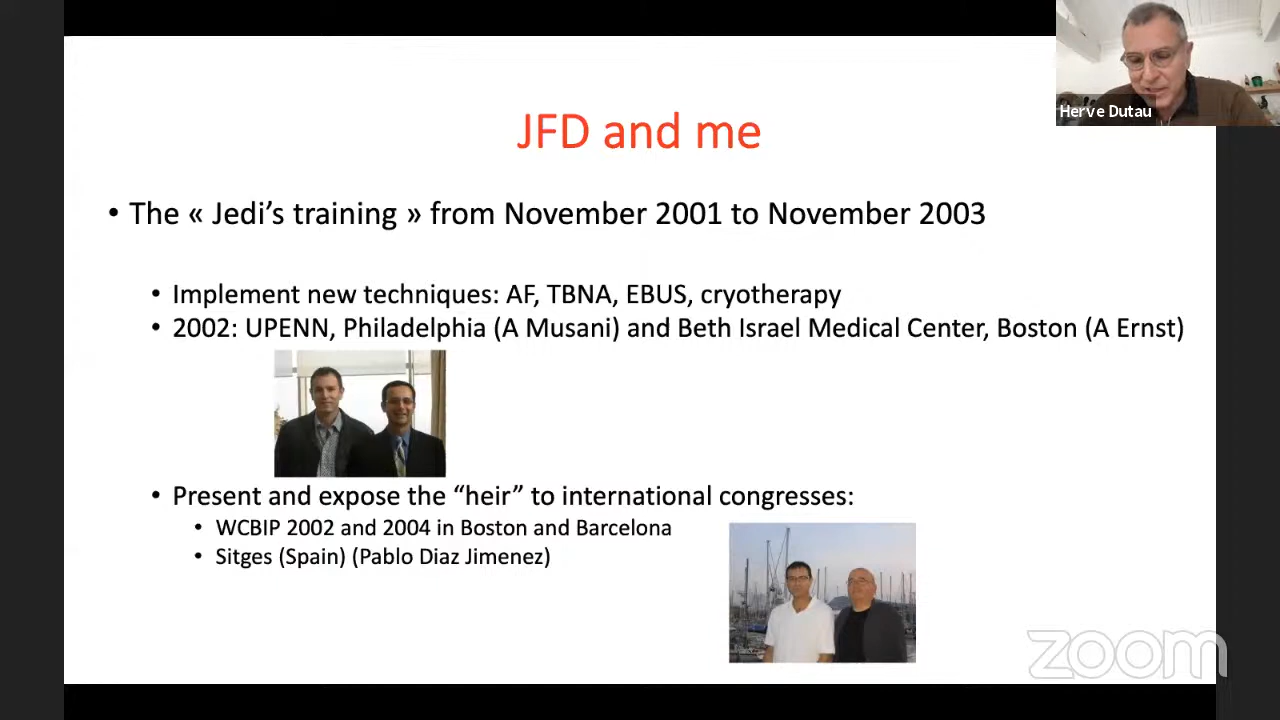 Herve Dutau
JFD and me
• The « Jedi's training » from November 2001 to November 2003
• Implement new techniques: AF, TBNA, EBUS, cryotherapy
• 2002: UPENN, Philadelphia (A Musani) and Beth Israel Medical Center, Boston (A Ernst)
• Present and expose the “heir” to international congresses:
• WCBIP 2002 and 2004 in Boston and Barcelona
• Sitges (Spain) (Pablo Diaz Jimenez)
zoom